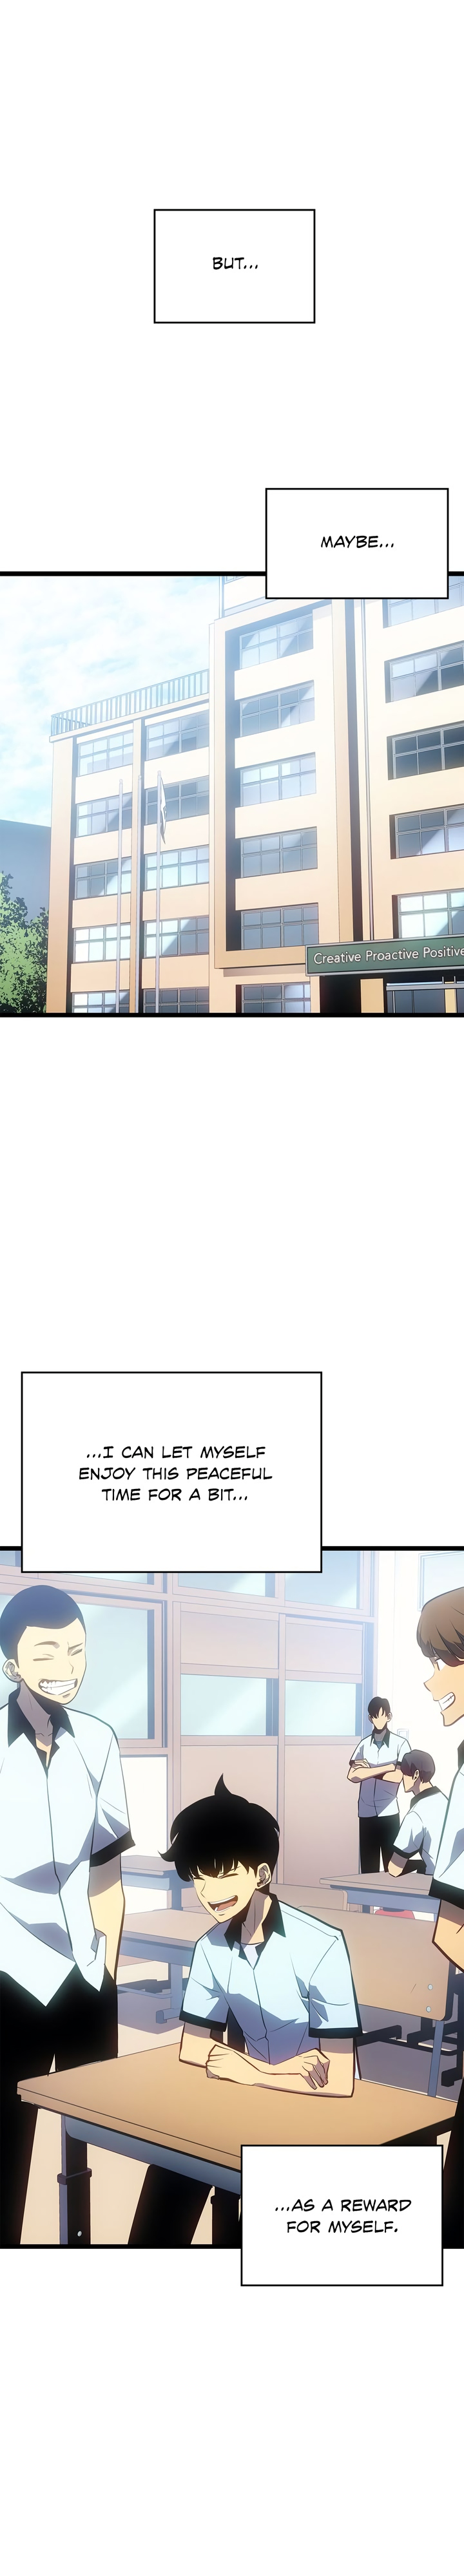 BUT...
MAYBE...
Creative Proactive Positive
...I CAN LET MYSELF
ENJOY THIS PEACEFUL
TIME FOR A BIT...
...AS A REWARD
FOR MYSELF.